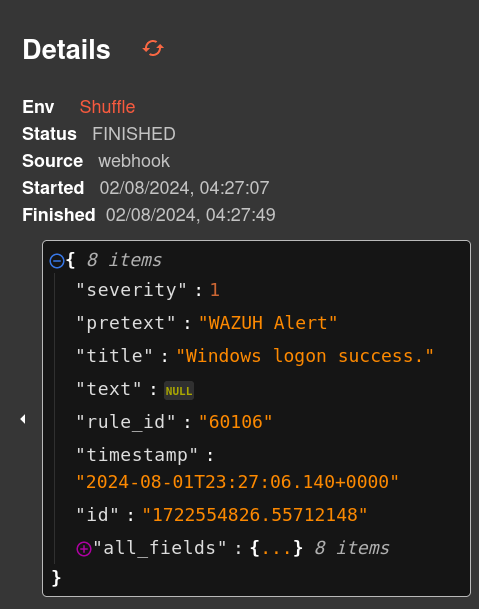 Details
Env Shuffle
Status FINISHED
Source webhook
Started 02/08/2024, 04:27:07
Finished 02/08/2024, 04:27:49
{ 8 items
"severity" : 1
"pretext" : "WAZUH Alert"
"title" : "Windows logon success."
"text" : NULL
"rule_id" : "60106"
"timestamp" :
"2024-08-01T23:27:06.140+0000"
"id" : "1722554826.55712148"
"all_fields" : {...} 8 items
}